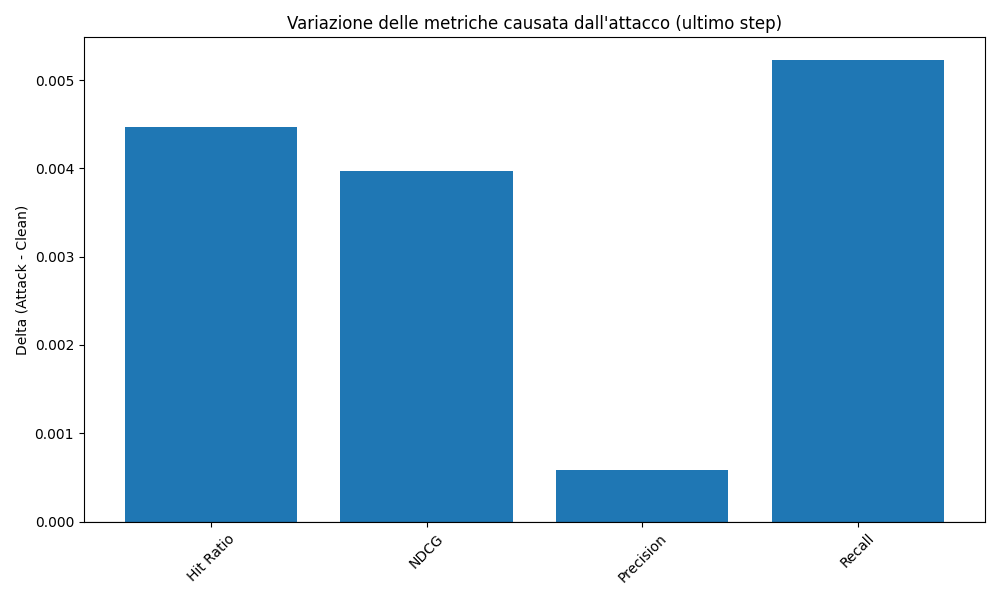 Variazione delle metriche causata dall'attacco (ultimo step)
Delta (Attack - Clean)
0.005
0.004
0.003
0.002
0.001
0.000
Hit Ratio
NDCG
Precision
Recall